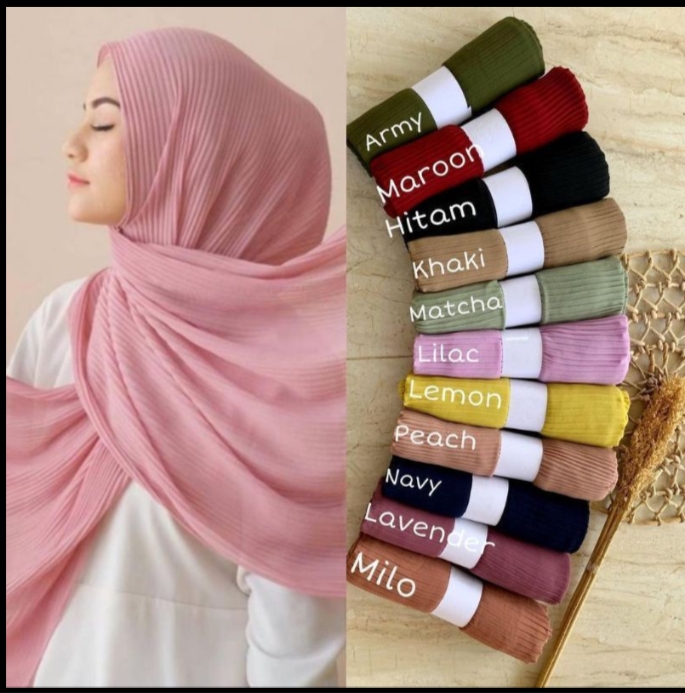 Army
Maroon
Hitam
Khaki
Matcha
Lilac
Lemon
Peach
Navy
Lavender
Milo